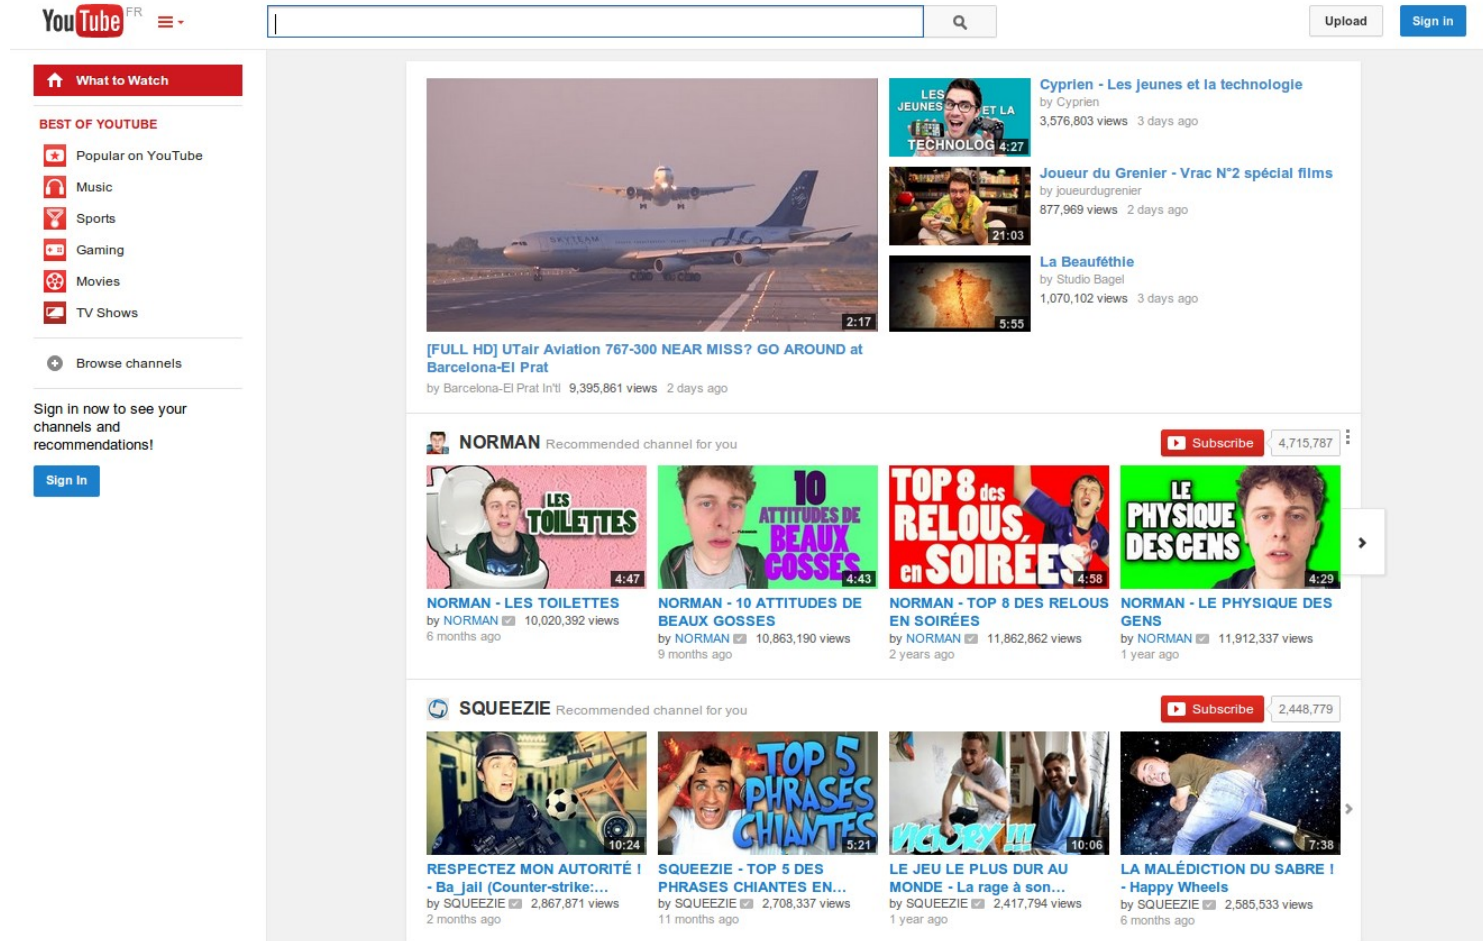 YouTube FR
Upload
Sign in
What to Watch
BEST OF YOUTUBE
Popular on YouTube
Music
Sports
Gaming
Movies
TV Shows
Browse channels
Sign in now to see your
channels and
recommendations!
Sign In
SKYTEAM
2:17
[FULL HD] UTair Aviation 767-300 NEAR MISS? GO AROUND at
Barcelona-El Prat
by Barcelona-El Prat In'tl 9,395,861 views 2 days ago
LES
JEUNES ET LA
TECHNOLOG 4:27
Cyprien - Les jeunes et la technologie
by Cyprien
3,576,803 views 3 days ago
21:03
Joueur du Grenier - Vrac N°2 spécial films
by joueurdugrenier
877,969 views 2 days ago
5:55
La Beauféthie
by Studio Bagel
1,070,102 views 3 days ago
NORMAN Recommended channel for you
Subscribe 4,715,787
LES
TOILETTES
4:47
NORMAN - LES TOILETTES
by NORMAN 10,020,392 views
6 months ago
10
ATTITUDES DE
BEAUX
GOSSES
4:43
NORMAN - 10 ATTITUDES DE
BEAUX GOSSES
by NORMAN 10,863,190 views
9 months ago
TOP 8 des
RELOUS
en SOIRÉES
4:58
NORMAN - TOP 8 DES RELOUS
EN SOIRÉES
by NORMAN 11,862,862 views
2 years ago
LE
PHYSIQUE
DES GENS
4:29
NORMAN - LE PHYSIQUE DES
GENS
by NORMAN 11,912,337 views
1 year ago
SQUEEZIE Recommended channel for you
Subscribe 2,448,779
10:24
RESPECTEZ MON AUTORITÉ !
- Ba_jail (Counter-strike:...
by SQUEEZIE 2,867,871 views
2 months ago
TOP 5
PHRASES
CHIANTES
5:21
SQUEEZIE - TOP 5 DES
PHRASES CHIANTES EN...
by SQUEEZIE 2,708,337 views
11 months ago
VICTORY !!!
10:06
LE JEU LE PLUS DUR AU
MONDE - La rage à son...
by SQUEEZIE 2,417,794 views
1 year ago
7:38
LA MALÉDICTION DU SABRE !
- Happy Wheels
by SQUEEZIE 2,585,533 views
6 months ago